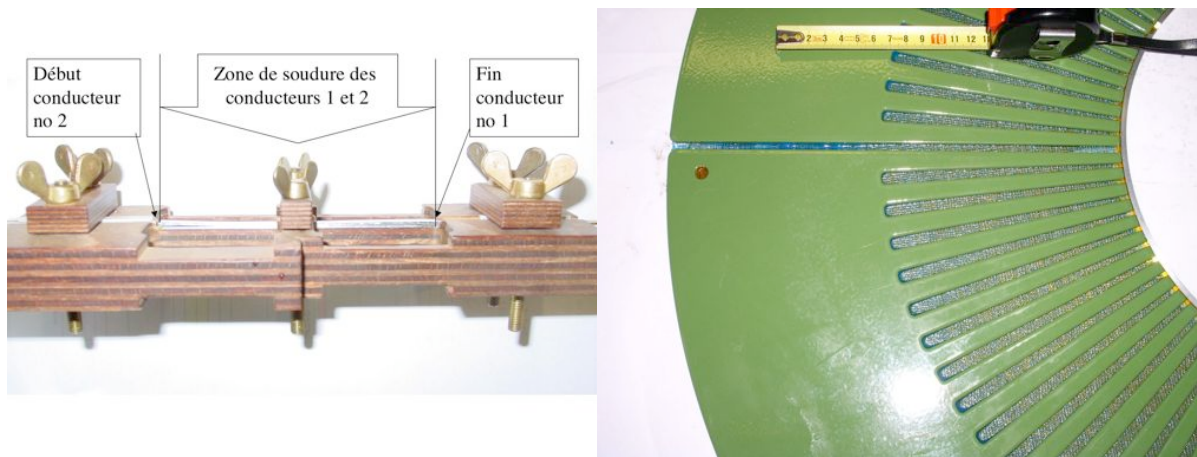 Début
conducteur
no 2
Zone de soudure des
conducteurs 1 et 2
Fin
conducteur
no 1
2 3 4 5 6 7 8 9 10 11 12